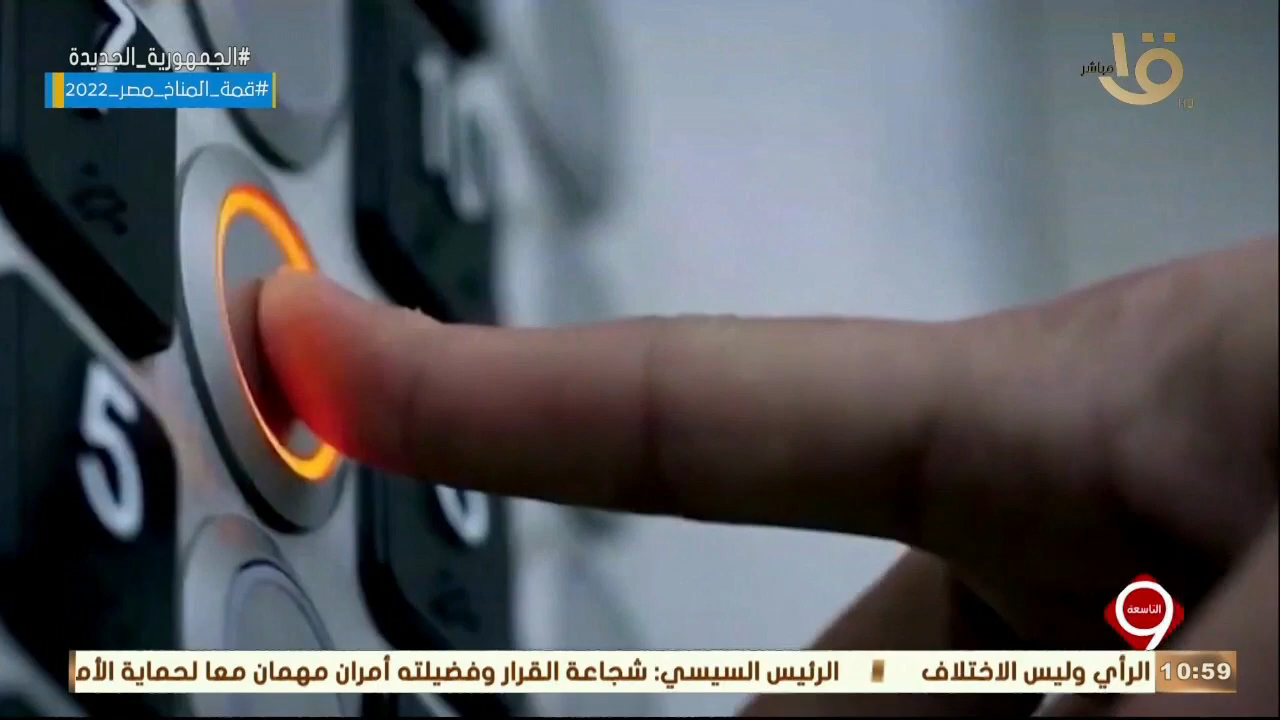 #الجمهورية_الجديدة
#قمة_المناخ_مصر_2022
مباشر
HD
5
التاسعة
9
10:59 الرأي وليس الاختلاف الرئيس السيسي: شجاعة القرار وفضيلته أمران مهمان معا لحماية الأم